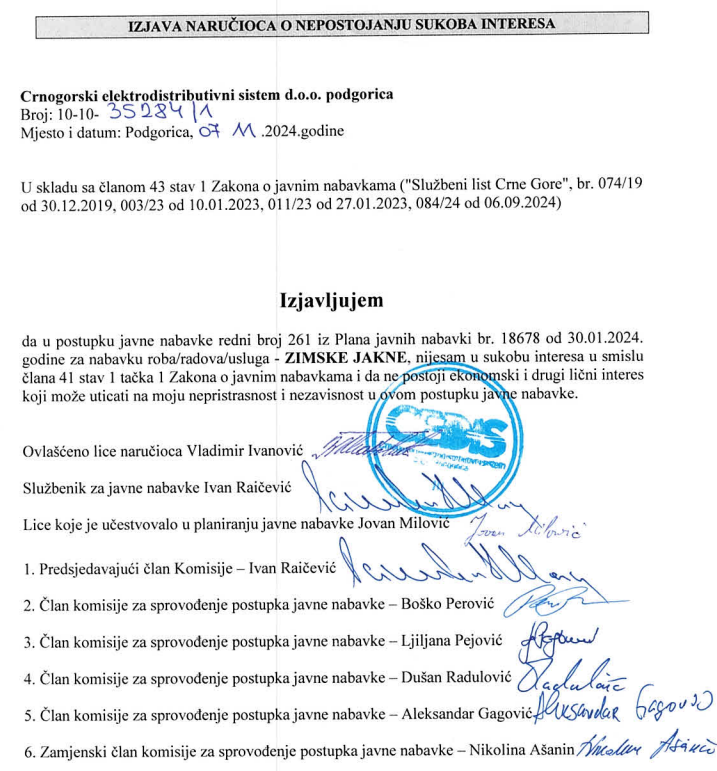 IZJAVA NARUČIOCA O NEPOSTOJANJU SUKOBA INTERESA
Crnogorski elektrodistributivni sistem d.o.o. podgorica
Broj: 10-10- 35284/1
Mjesto i datum: Podgorica, 07 11 .2024.godine
U skladu sa članom 43 stav 1 Zakona o javnim nabavkama ("Službeni list Crne Gore", br. 074/19
od 30.12.2019, 003/23 od 10.01.2023, 011/23 od 27.01.2023, 084/24 od 06.09.2024)
Izjavljujem
da u postupku javne nabavke redni broj 261 iz Plana javnih nabavki br. 18678 od 30.01.2024.
godine za nabavku roba/radova/usluga - ZIMSKE JAKNE, nijesam u sukobu interesa u smislu
člana 41 stav 1 tačka 1 Zakona o javnim nabavkama i da ne postoji ekonomski i drugi lični interes
koji može uticati na moju nepristrasnost i nezavisnost u ovom postupku javne nabavke.
CEDIS
Ovlašćeno lice naručioca Vladimir Ivanović
Službenik za javne nabavke Ivan Raičević
Lice koje je učestvovalo u planiranju javne nabavke Jovan Milović Jovan Milović
1. Predsjedavajući član Komisije – Ivan Raičević
2. Član komisije za sprovođenje postupka javne nabavke – Boško Perović
3. Član komisije za sprovođenje postupka javne nabavke – Ljiljana Pejović
4. Član komisije za sprovođenje postupka javne nabavke – Dušan Radulović
5. Član komisije za sprovođenje postupka javne nabavke – Aleksandar Gagović Aleksandar Gagović
6. Zamjenski član komisije za sprovođenje postupka javne nabavke – Nikolina Ašanin